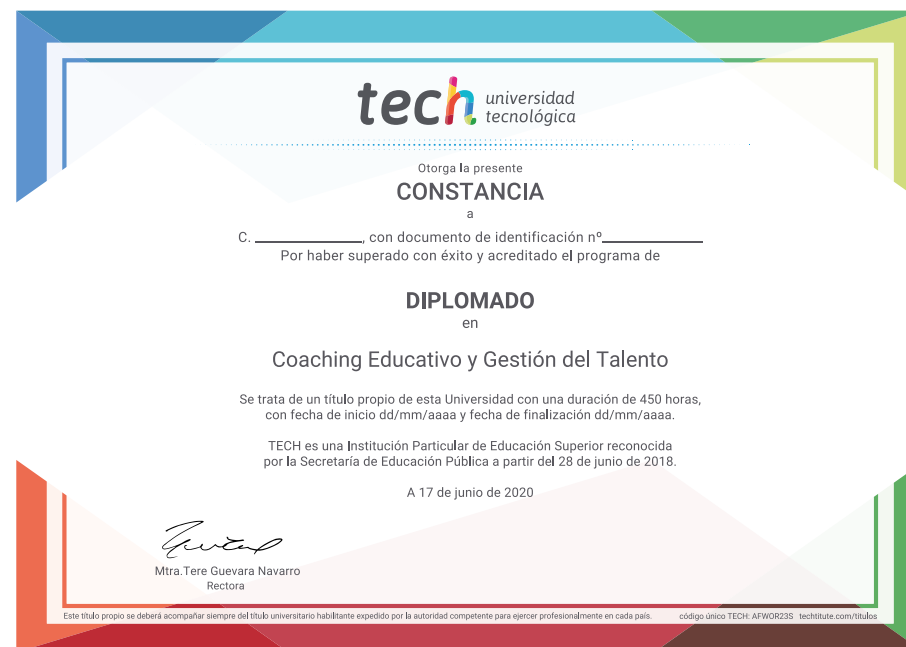 tech universidad
tecnológica
Otorga la presente
CONSTANCIA
a
C. ____________, con documento de identificación nº____________
Por haber superado con éxito y acreditado el programa de
DIPLOMADO
en
Coaching Educativo y Gestión del Talento
Se trata de un título propio de esta Universidad con una duración de 450 horas,
con fecha de inicio dd/mm/aaaa y fecha de finalización dd/mm/aaaa.
TECH es una Institución Particular de Educación Superior reconocida
por la Secretaría de Educación Pública a partir del 28 de junio de 2018.
A 17 de junio de 2020
Mtra.Tere Guevara Navarro
Rectora
Este título propio se deberá acompañar siempre del título universitario habilitante expedido por la autoridad competente para ejercer profesionalmente en cada país. código único TECH: AFWOR23S techtitute.com/titulos